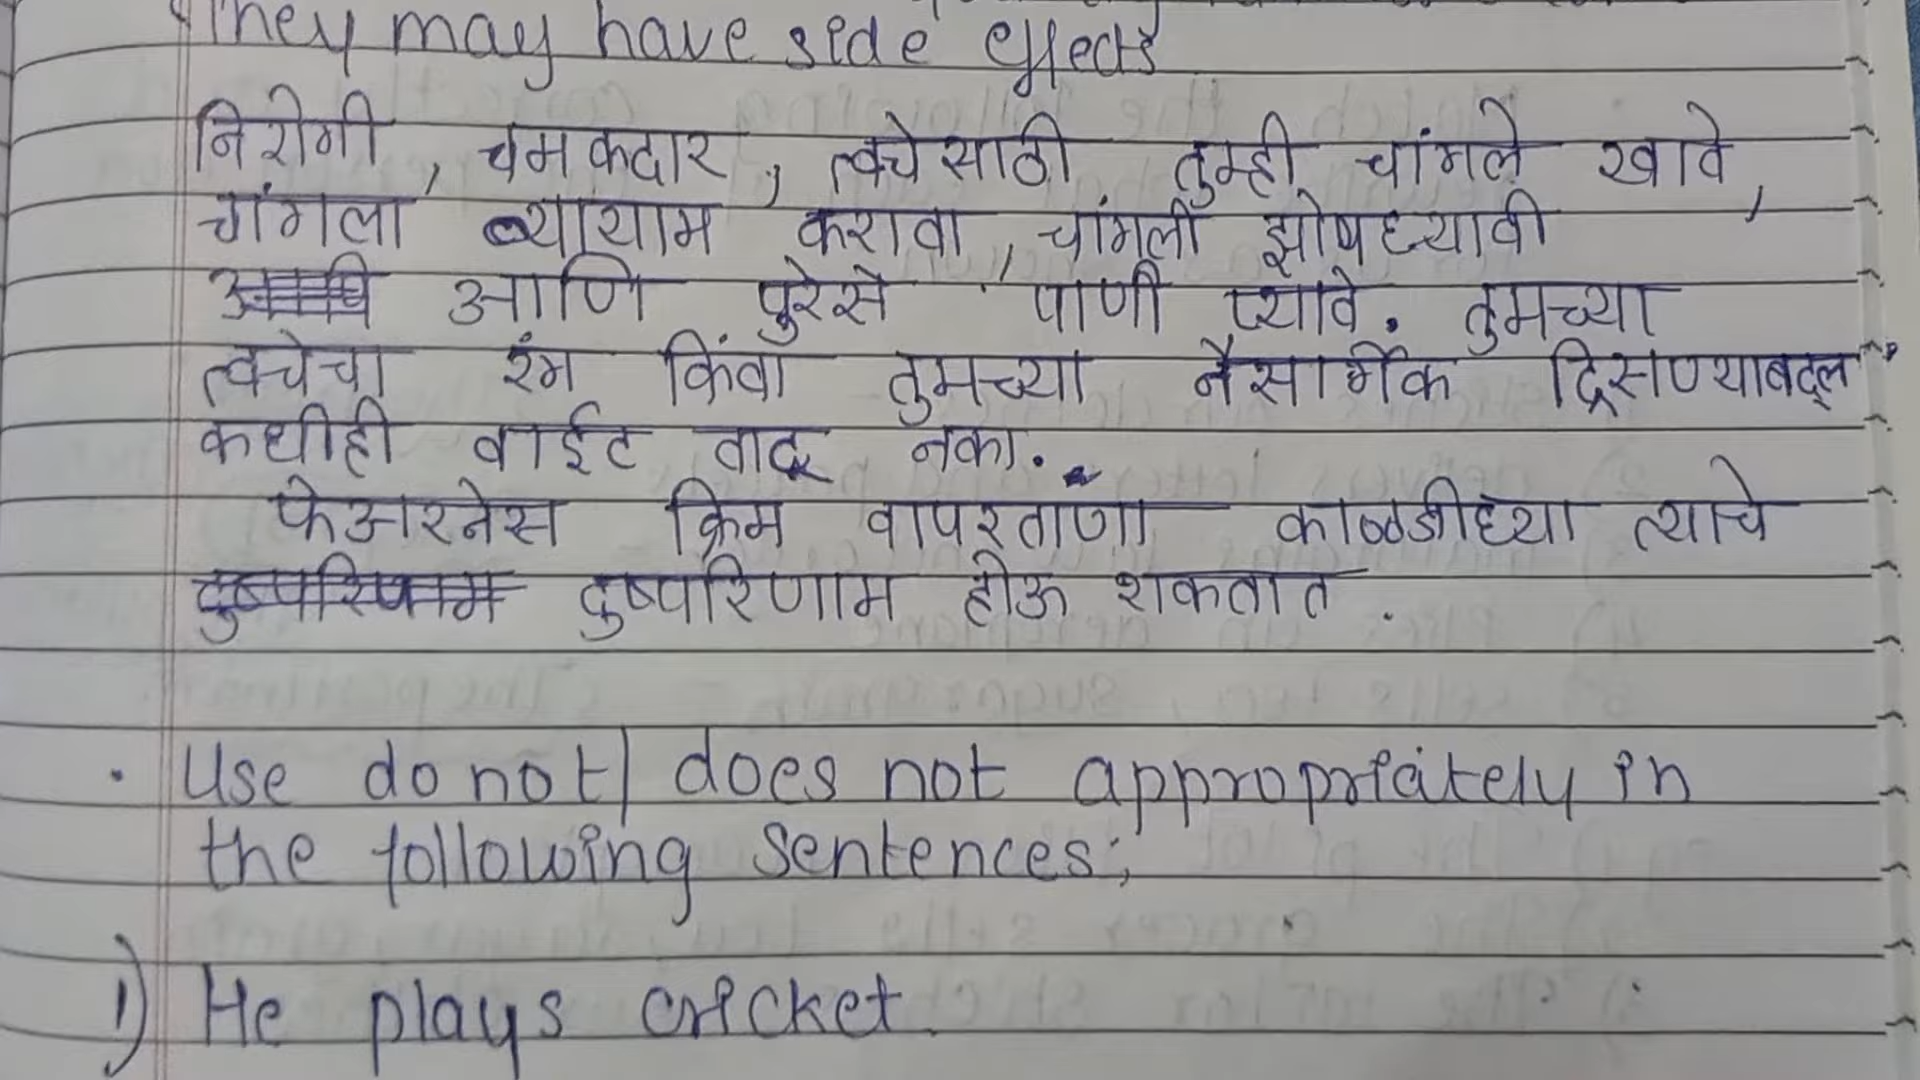 They may have side effects
निरोगी, चमकदार, त्वचेसाठी तुम्ही चांगले खावे,
चांगला व्यायाम करावा, चांगली झोपघ्यावी
आणि पुरेसे पाणी प्यावे. तुमच्या
त्वचेचा रंग किंवा तुमच्या नैसर्गिक दिसण्याबद्दल
कधीही वाईट वाटू नका.
फेअरनेस क्रिम वापरतांणा काळजीघ्या त्याचे
दुष्परिणाम दुष्परिणाम होऊ शकतात.
. Use do not/ does not appropriately in
the following sentences;
1) He plays cricket.